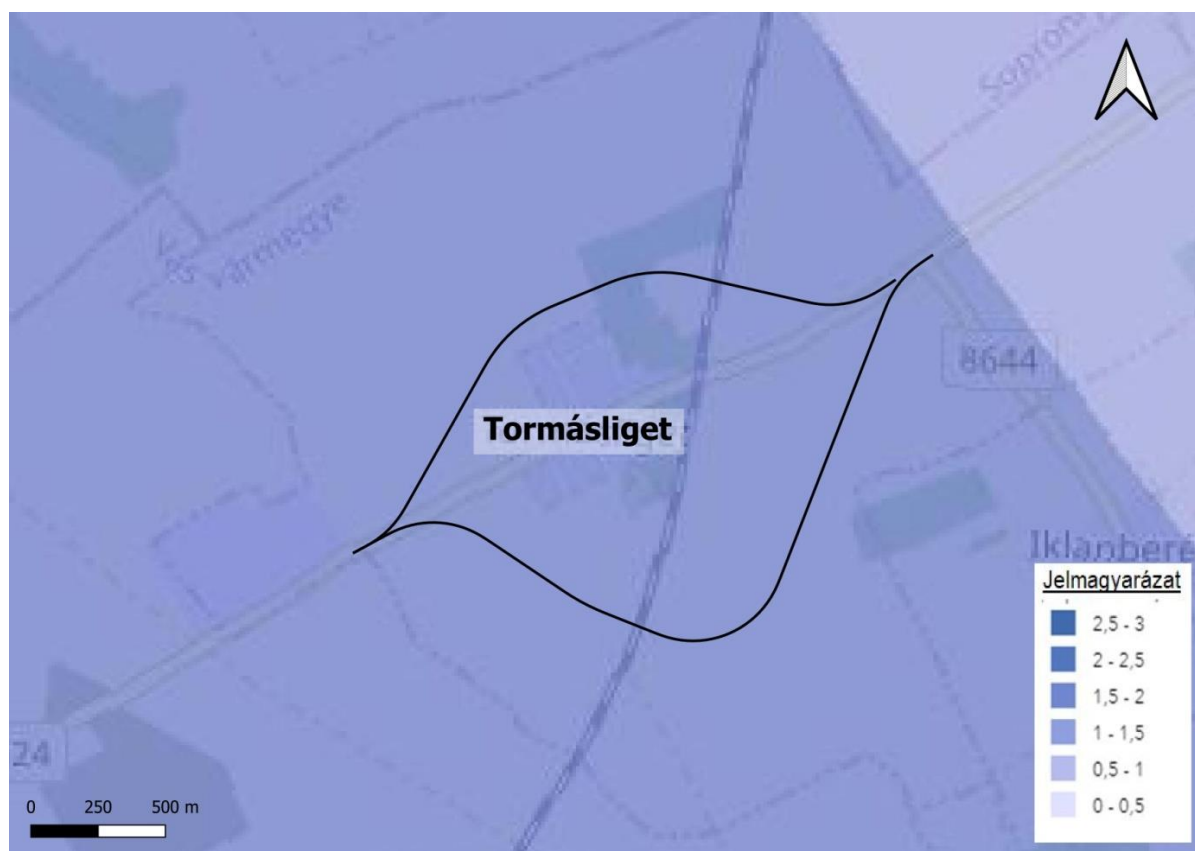 Sopron
Vas
vármegye
8644
Tormásliget
Iklanberé
Jelmagyarázat
2,5 - 3
2 - 2,5
1,5 - 2
1 - 1,5
0,5 - 1
0 - 0,5
24
0 250 500 m